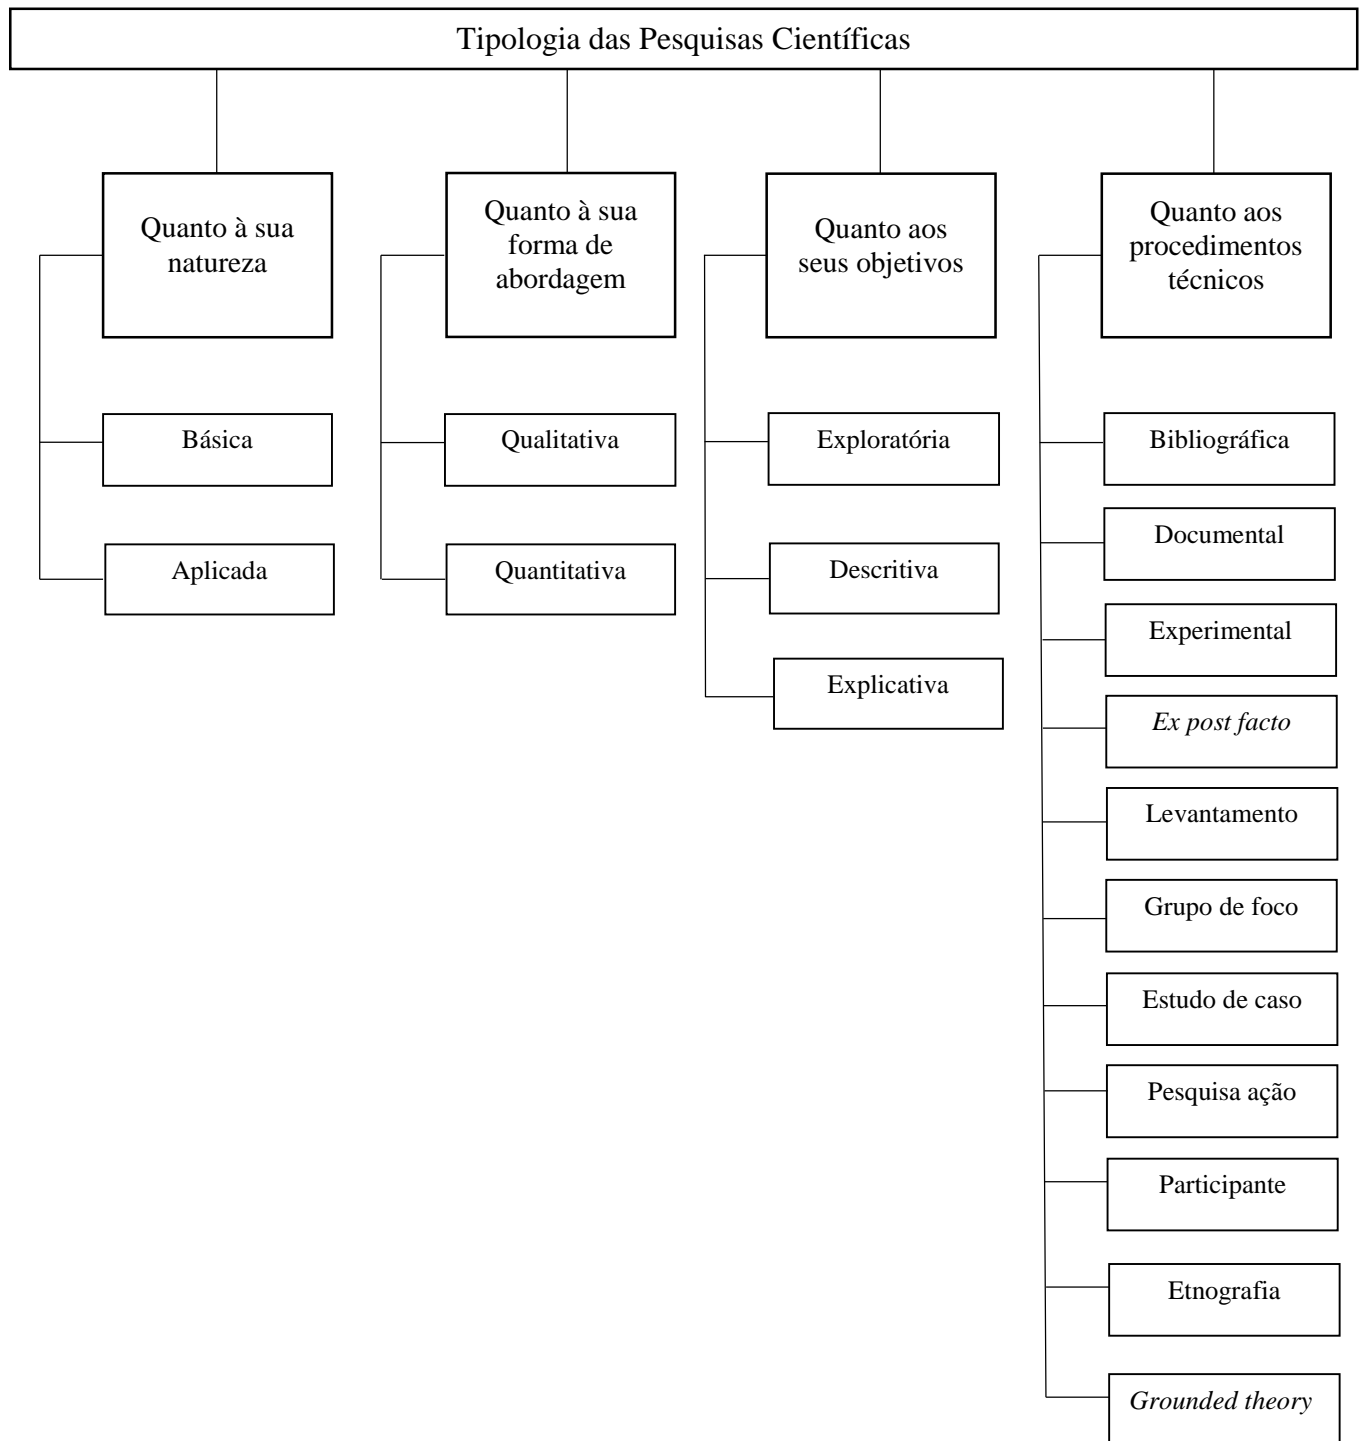 Tipologia das Pesquisas Científicas
Quanto à sua
natureza
Básica
Aplicada
Quanto à sua
forma de
abordagem
Qualitativa
Quantitativa
Quanto aos
seus objetivos
Exploratória
Descritiva
Explicativa
Quanto aos
procedimentos
técnicos
Bibliográfica
Documental
Experimental
Ex post facto
Levantamento
Grupo de foco
Estudo de caso
Pesquisa ação
Participante
Etnografia
Grounded theory